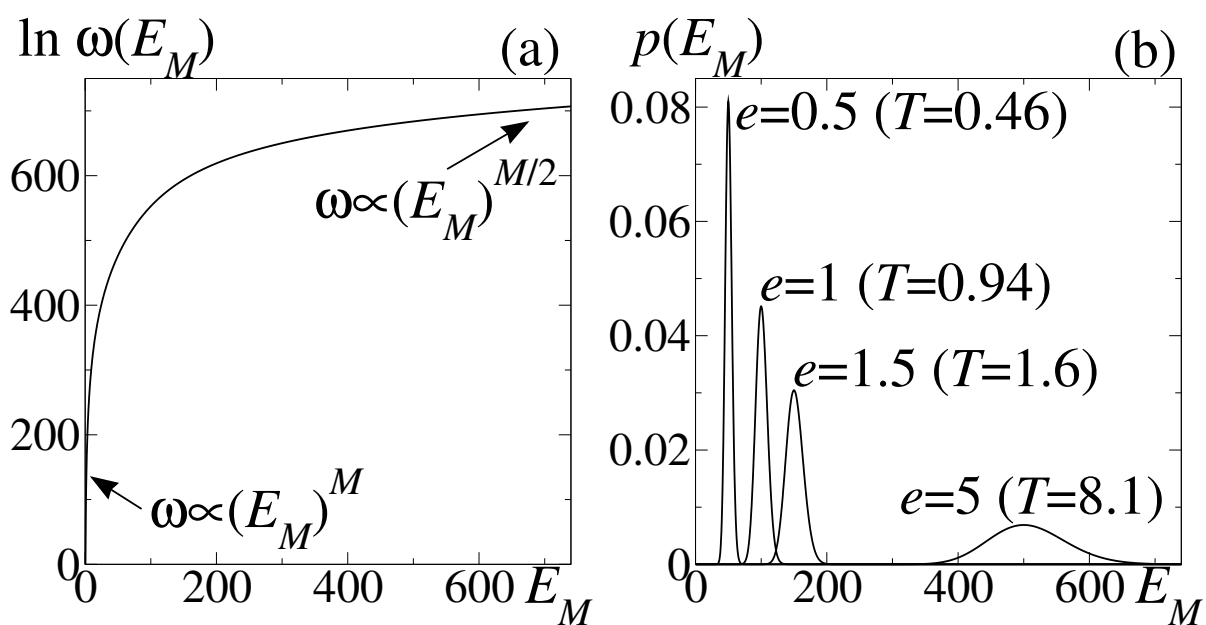 ln ω(E_M)
(a)
600
400
200
0
ω∝(E_M)^{M/2}
ω∝(E_M)^M
0
200
400
600
E_M
p(E_M)
(b)
0.08
0.06
0.04
0.02
0
e=0.5 (T=0.46)
e=1 (T=0.94)
e=1.5 (T=1.6)
e=5 (T=8.1)
0
200
400
600
E_M